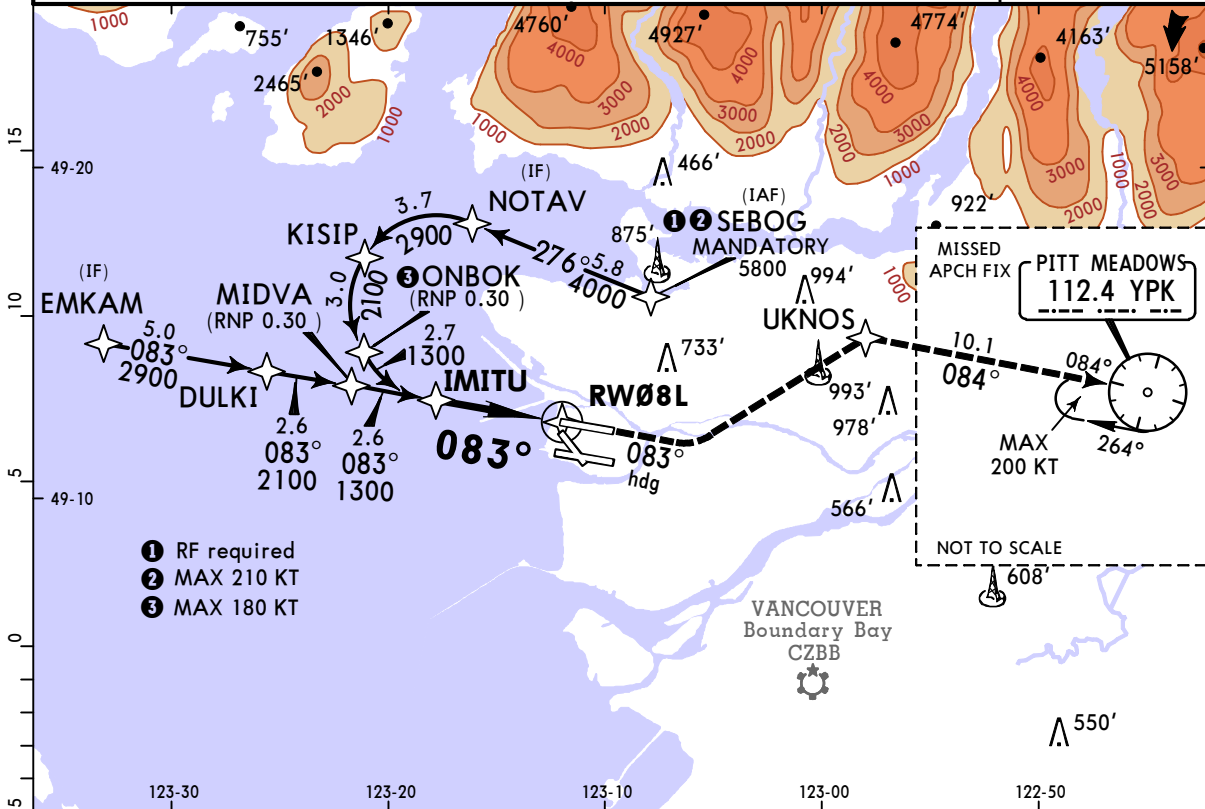 1000
755′
1346′
4760′
4000
4927′
4000
4774′
4163′
5158′
2465′
2000
1000
1000
3000
2000
3000
2000
4000
3000
2000
1000
4000
3000
2000
1000
3000
2000
15
49-20
466′
(IF)
NOTAV
3.7
2900
(IAF)
❶❷SEBOG
MANDATORY
5800
875′
922′
KISIP
276°
5.8
4000
3.0
2100
❸ONBOK
(RNP 0.30 )
MISSED
APCH FIX
PITT MEADOWS
112.4 YPK
1000
994′
(IF)
EMKAM
MIDVA
(RNP 0.30 )
10
UKNOS
5.0
083°
2900
2.7
1300
IMITU
733′
RWØ8L
10.1
084°
084°
DULKI
993′
978′
2.6
083°
2100
2.6
083°
1300
083°
083°
hdg
MAX
200 KT
264°
5
49-10
566′
❶ RF required
❷ MAX 210 KT
❸ MAX 180 KT
NOT TO SCALE
608′
VANCOUVER
Boundary Bay
CZBB
0
550′
5
123-30
123-20
123-10
123-00
122-50